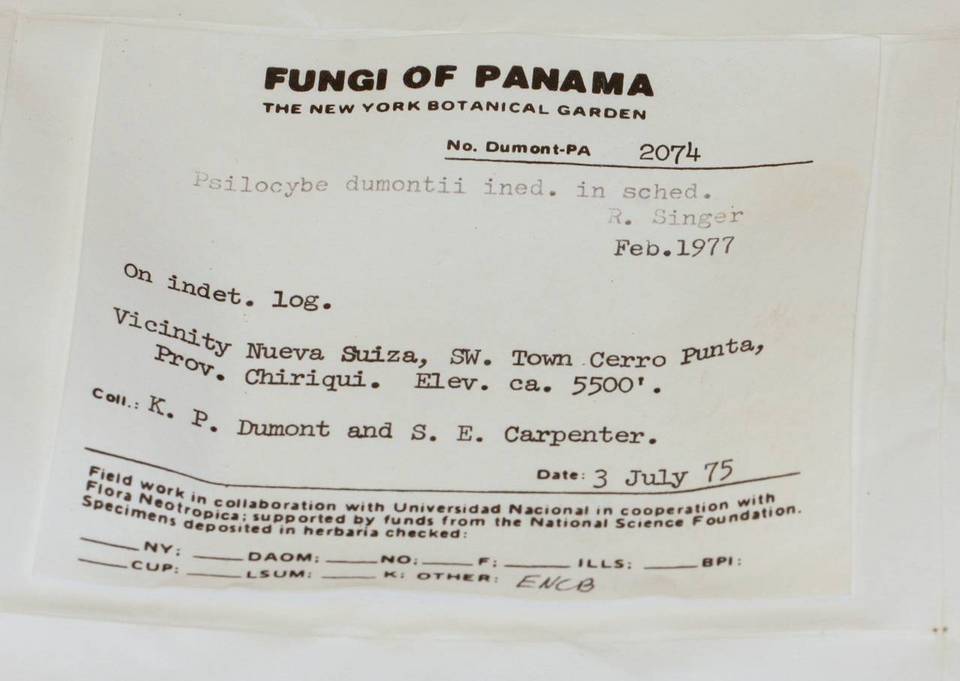 FUNGI OF PANAMA
THE NEW YORK BOTANICAL GARDEN
No. Dumont-PA 2074
Psilocybe dumontii ined. in sched.
R. Singer
Feb.1977
On indet. log.
Vicinity Nueva Suiza, SW. Town Cerro Punta,
Prov. Chiriqui. Elev. ca. 5500'.
Coll.: K. P. Dumont and S. E. Carpenter.
Date: 3 July 75
Field work in collaboration with Universidad Nacional in cooperation with
Flora Neotropica; supported by funds from the National Science Foundation.
Specimens deposited in herbaria checked:
NY: DAOM: NO: F: ILLS: BPI:
CUP: LSUM: K: OTHER: ENCB